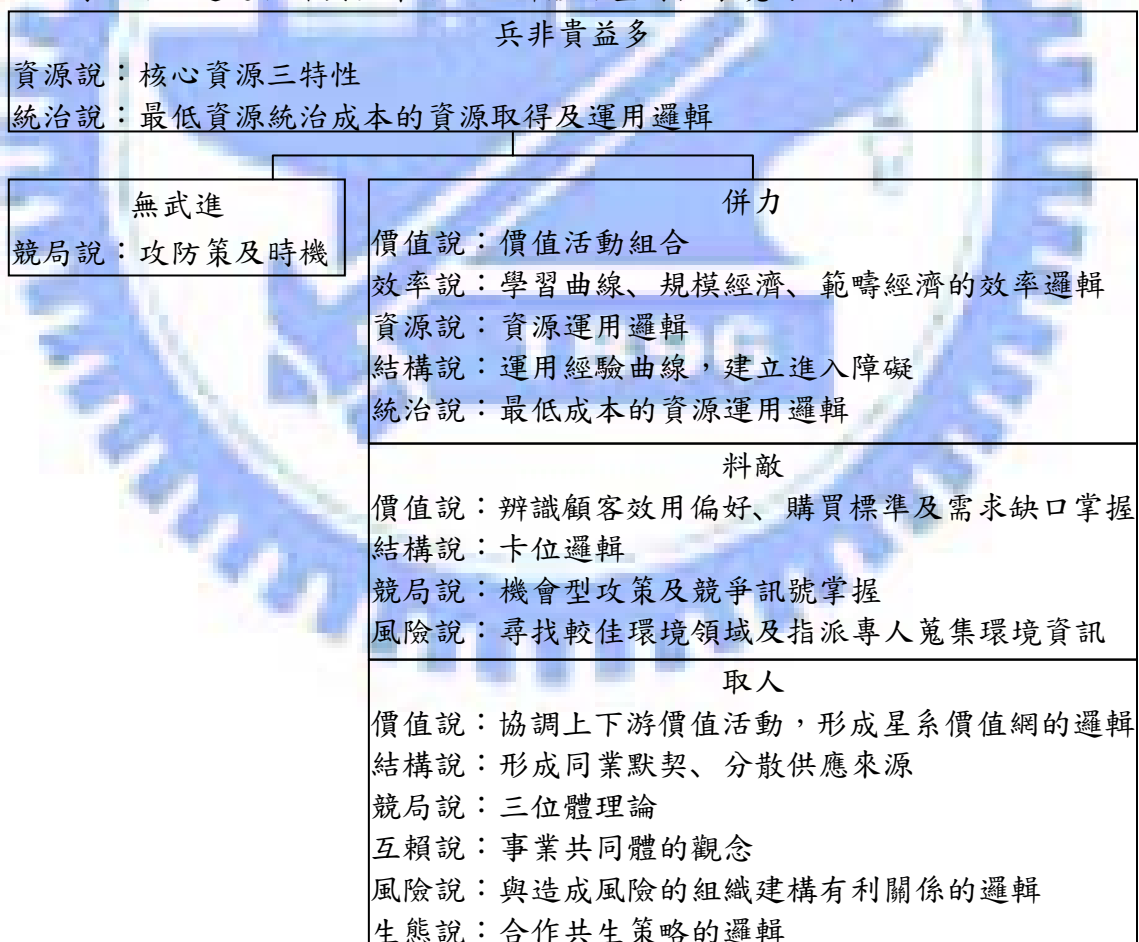 兵非貴益多
資源說：核心資源三特性
統治說：最低資源統治成本的資源取得及運用邏輯
無武進
競局說：攻防策及時機
併力
價值說：價值活動組合
效率說：學習曲線、規模經濟、範疇經濟的效率邏輯
資源說：資源運用邏輯
結構說：運用經驗曲線，建立進入障礙
統治說：最低成本的資源運用邏輯
料敵
價值說：辨識顧客效用偏好、購買標準及需求缺口掌握
結構說：卡位邏輯
競局說：機會型攻策及競爭訊號掌握
風險說：尋找較佳環境領域及指派專人蒐集環境資訊
取人
價值說：協調上下游價值活動，形成星系價值網的邏輯
結構說：形成同業默契、分散供應來源
競局說：三位體理論
互賴說：事業共同體的觀念
風險說：與造成風險的組織建構有利關係的邏輯
生態說：合作共生策略的邏輯